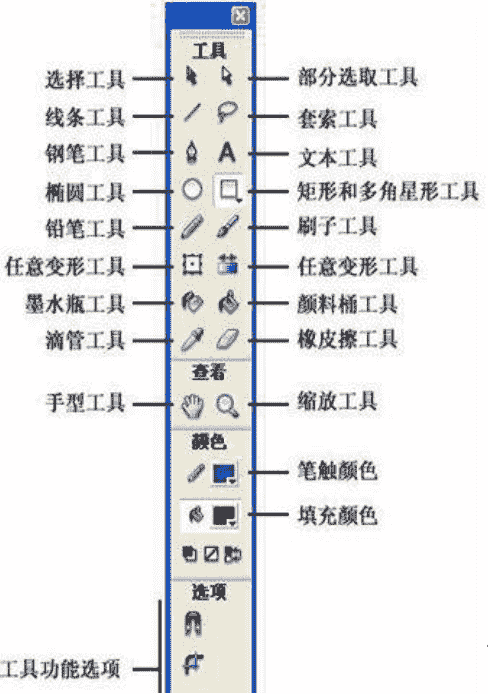 工具
选择工具 部分选取工具
线条工具 套索工具
钢笔工具 A 文本工具
椭圆工具 矩形和多角星形工具
铅笔工具 刷子工具
任意变形工具 任意变形工具
墨水瓶工具 颜料桶工具
滴管工具 橡皮擦工具
查看
手型工具 缩放工具
颜色
笔触颜色
填充颜色
选项
工具功能选项